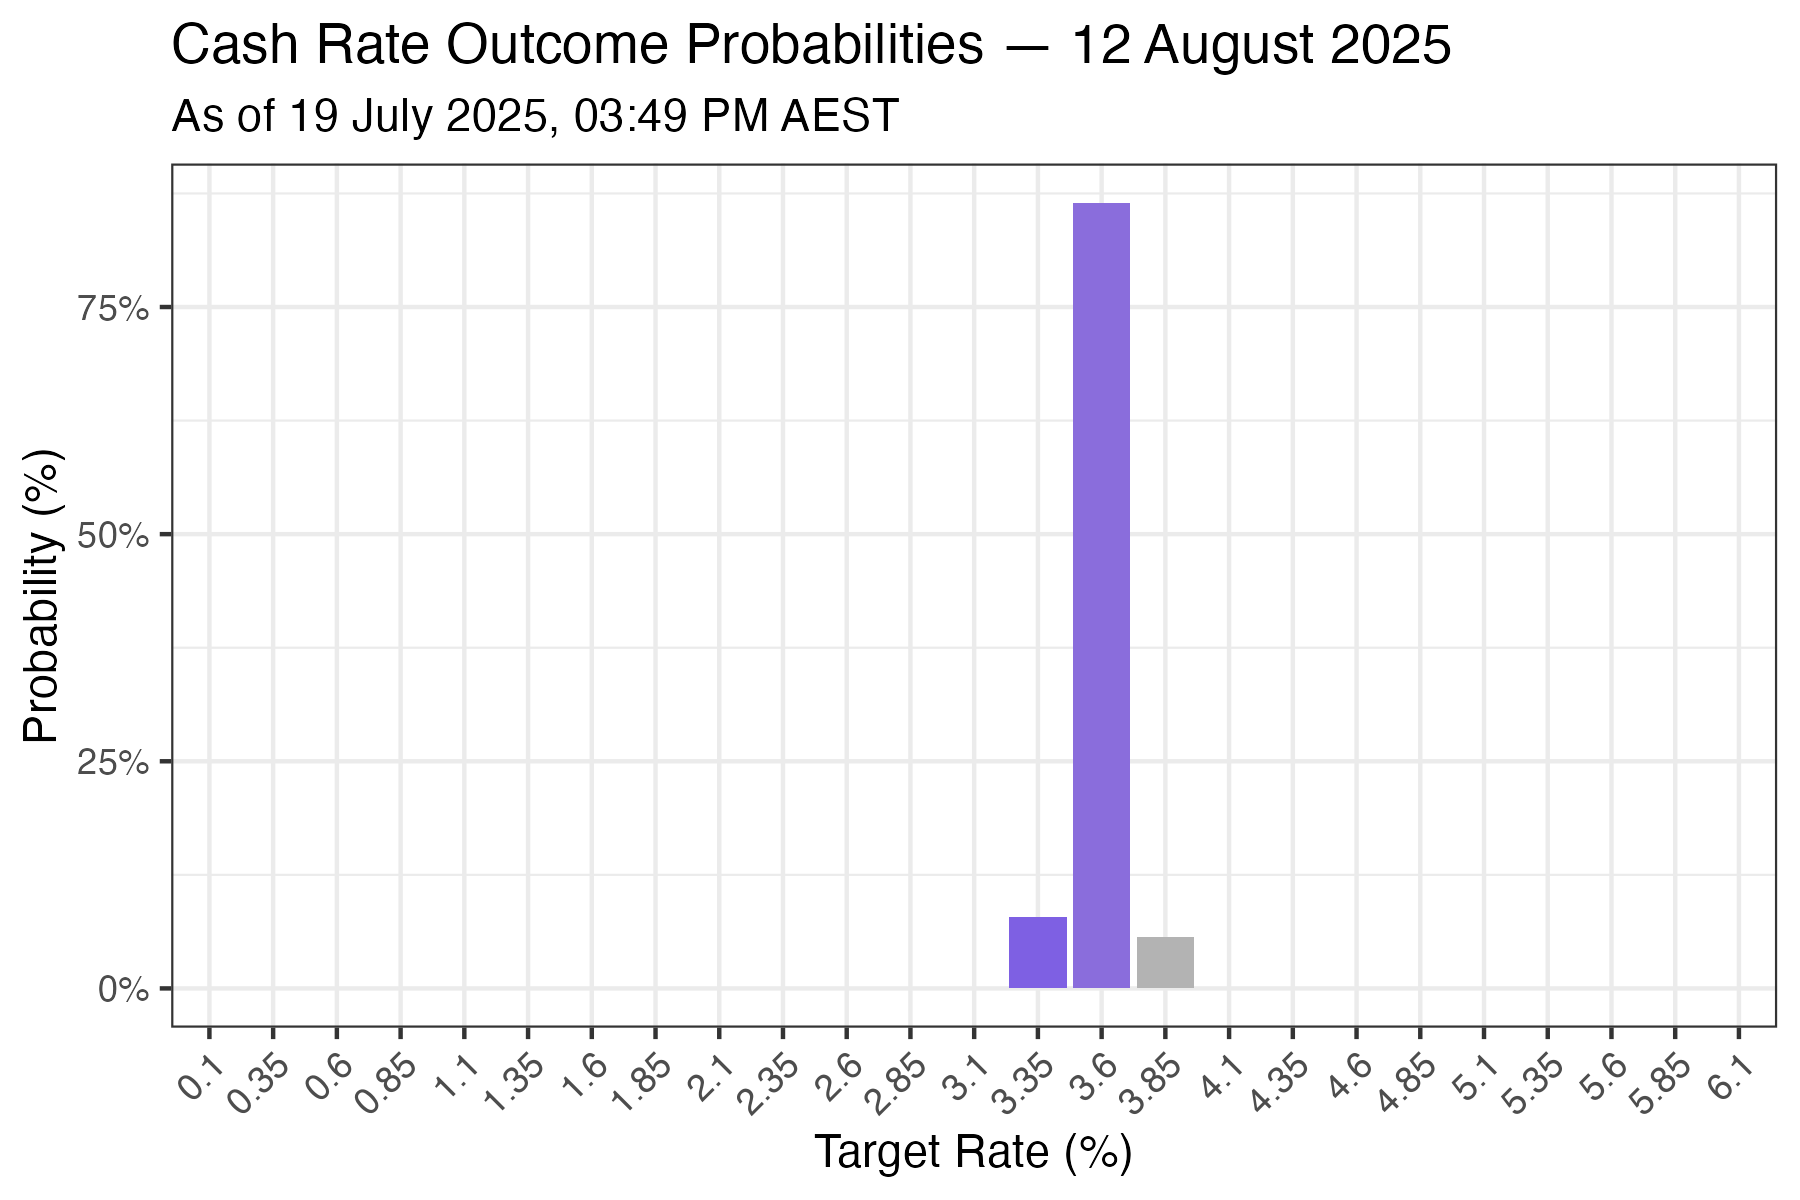 Cash Rate Outcome Probabilities — 12 August 2025
As of 19 July 2025, 03:49 PM AEST
Probability (%)
75%
50%
25%
0%
0.1 0.35 0.6 0.85 1.1 1.35 1.6 1.85 2.1 2.35 2.6 2.85 3.1 3.35 3.6 3.85 4.1 4.35 4.6 4.85 5.1 5.35 5.6 5.85 6.1
Target Rate (%)